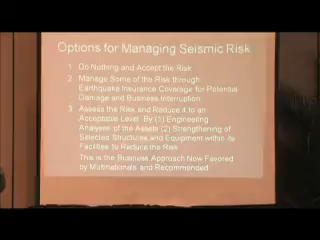 Options for Managing Seismic Risk
1 Do Nothing and Accept the Risk
2 Manage Some of the Risk through
Earthquake Insurance Coverage for Potential
Damage and Business Interruption
3 Assess the Risk and Reduce it to an
Acceptable Level By (1) Engineering
Analyses of the Assets (2) Strengthening of
Selected Structures and Equipment within its
Facilities to Reduce the Risk
This is the Business Approach Now Favored
by Multinationals and Recommended